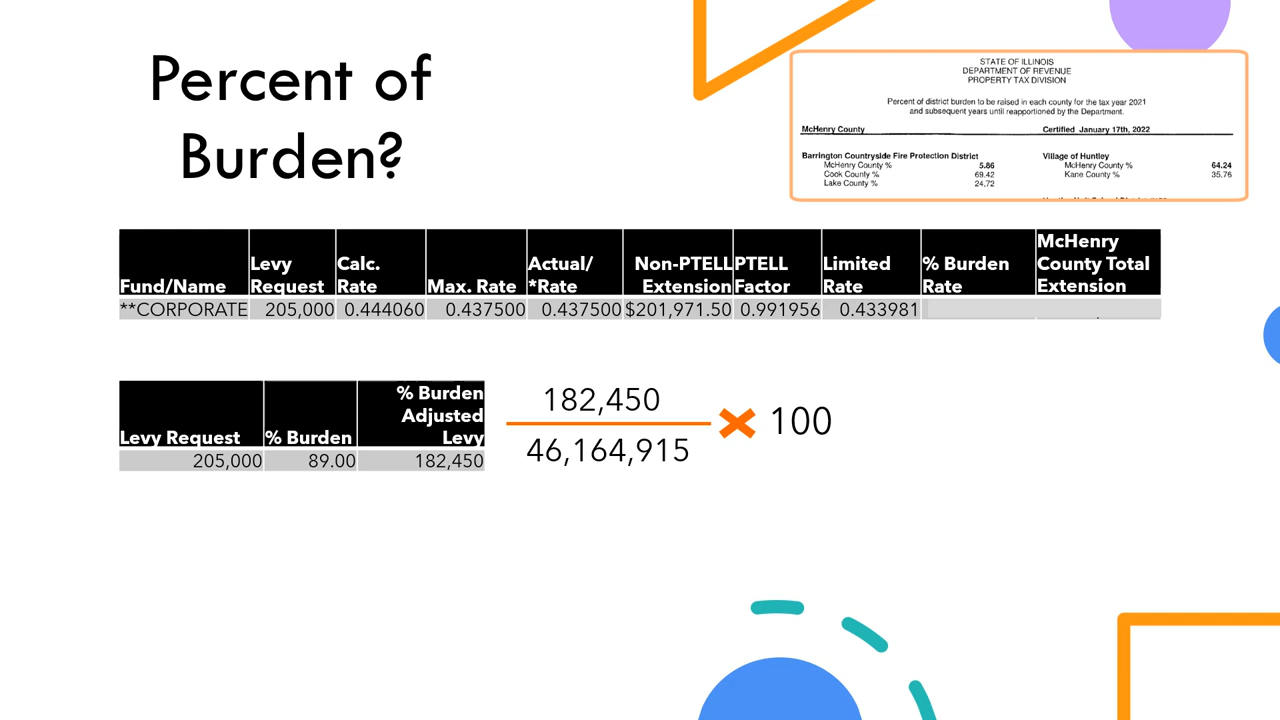 Percent of
Burden?
STATE OF ILLINOIS
DEPARTMENT OF REVENUE
PROPERTY TAX DIVISION
Percent of district burden to be raised in each county for the tax year 2021
and subsequent years until reapportioned by the Department.
McHenry County Certified January 17th, 2022
Barrington Countryside Fire Protection District Village of Huntley
McHenry County % 5.86 McHenry County % 64.24
Cook County % 69.42 Kane County % 35.76
Lake County % 24.72
Fund/Name Levy Request Calc. Rate Max. Rate Actual/ *Rate Non-PTELL Extension PTELL Factor Limited Rate % Burden Rate McHenry County Total Extension
**CORPORATE 205,000 0.444060 0.437500 0.437500 $201,971.50 0.991956 0.433981
Levy Request % Burden % Burden Adjusted Levy
205,000 89.00 182,450
182,450
46,164,915
× 100